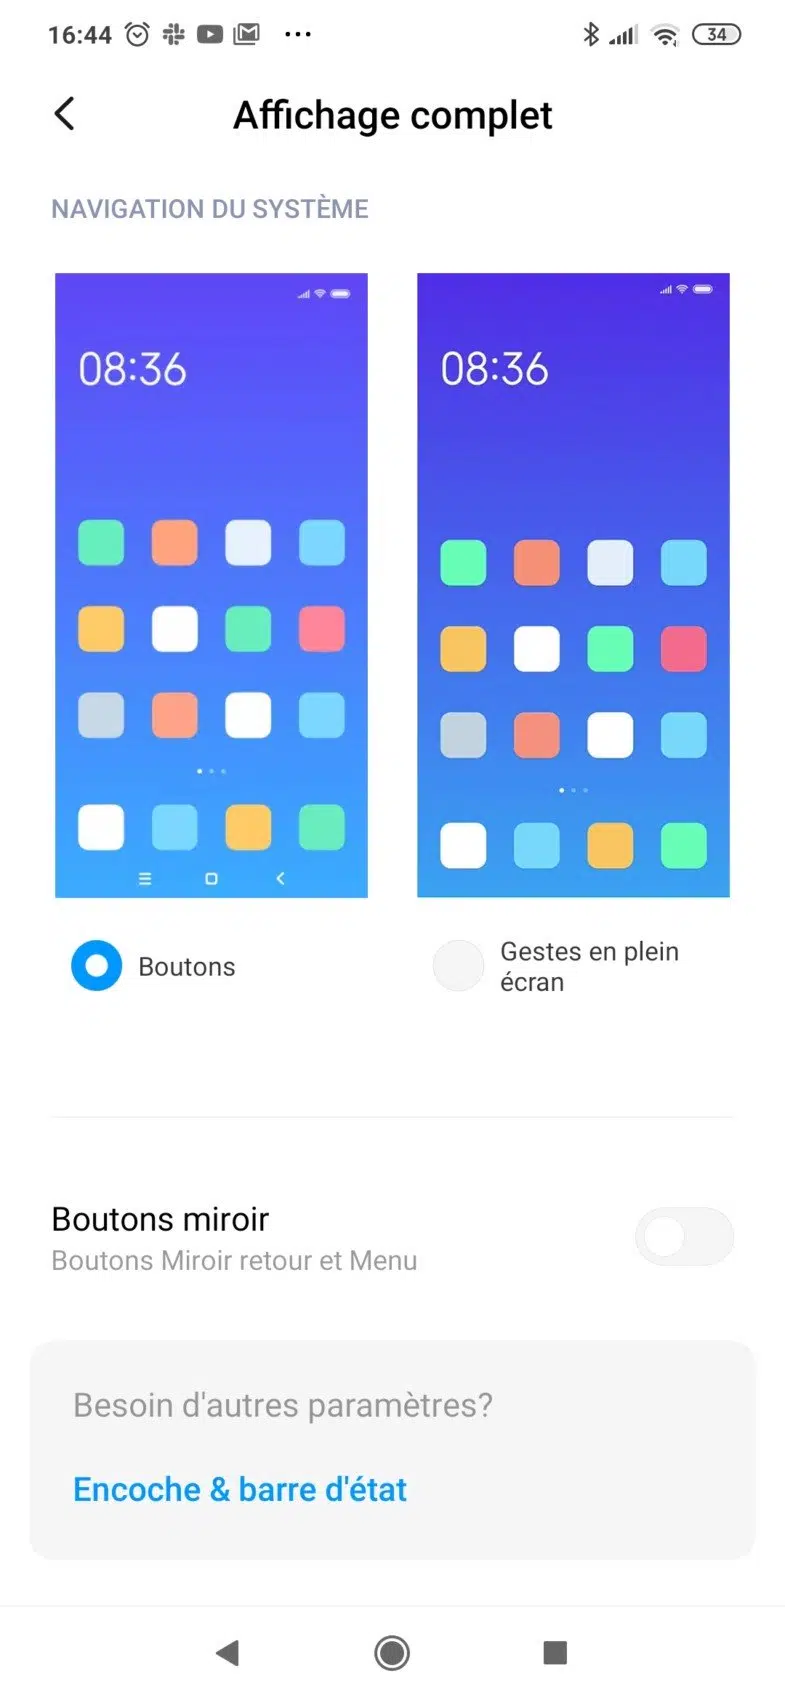 16:44
34
Affichage complet
NAVIGATION DU SYSTÈME
08:36
08:36
Boutons
Gestes en plein
écran
Boutons miroir
Boutons Miroir retour et Menu
Besoin d'autres paramètres?
Encoche & barre d'état